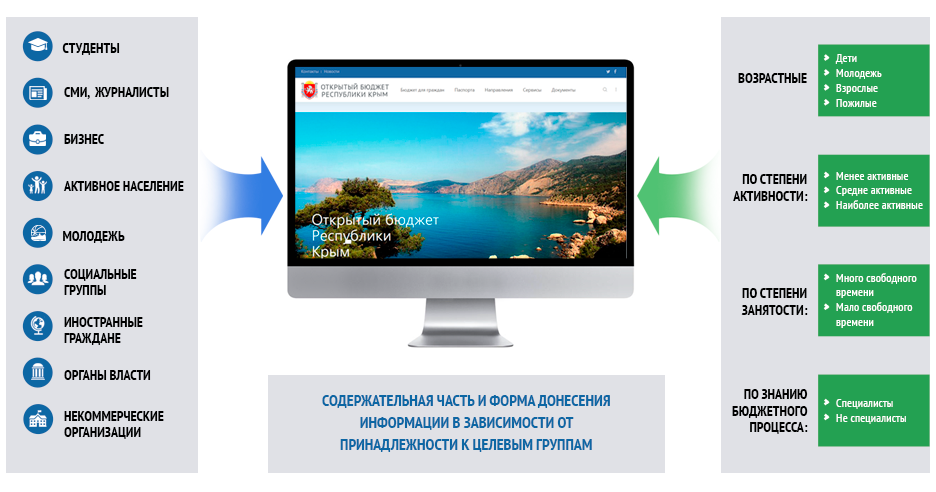 СТУДЕНТЫ
СМИ, ЖУРНАЛИСТЫ
БИЗНЕС
АКТИВНОЕ НАСЕЛЕНИЕ
МОЛОДЕЖЬ
СОЦИАЛЬНЫЕ
ГРУППЫ
ИНОСТРАННЫЕ
ГРАЖДАНЕ
ОРГАНЫ ВЛАСТИ
НЕКОММЕРЧЕСКИЕ
ОРГАНИЗАЦИИ
Контакты | Новости
ОТКРЫТЫЙ БЮДЖЕТ
РЕСПУБЛИКИ КРЫМ
Бюджет для граждан Паспорта Направления Сервисы Документы
Открытый бюджет
Республики
Крым
СОДЕРЖАТЕЛЬНАЯ ЧАСТЬ И ФОРМА ДОНЕСЕНИЯ
ИНФОРМАЦИИ В ЗАВИСИМОСТИ ОТ
ПРИНАДЛЕЖНОСТИ К ЦЕЛЕВЫМ ГРУППАМ
ВОЗРАСТНЫЕ
Дети
Молодежь
Взрослые
Пожилые
ПО СТЕПЕНИ
АКТИВНОСТИ:
Менее активные
Средне активные
Наиболее активные
ПО СТЕПЕНИ
ЗАНЯТОСТИ:
Много свободного
времени
Мало свободного
времени
ПО ЗНАНИЮ
БЮДЖЕТНОГО
ПРОЦЕССА:
Специалисты
Не специалисты